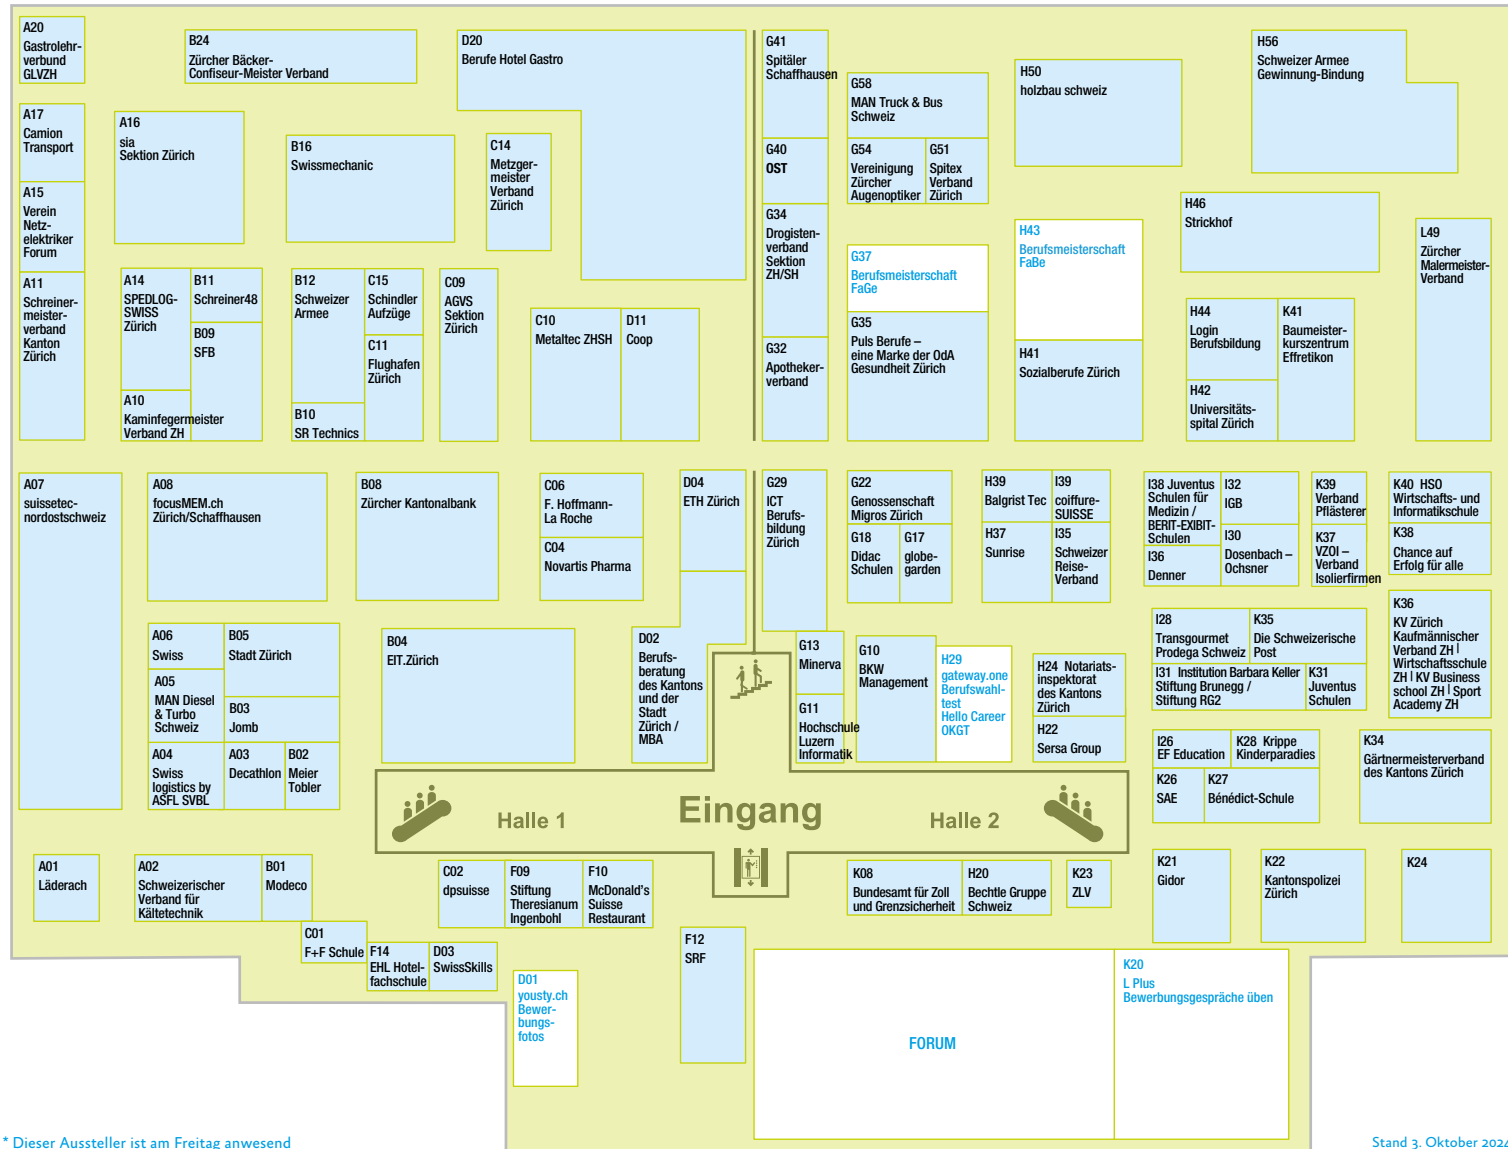 A20
Gastrolehr-
verbund
GLVZH
B24
Zürcher Bäcker-
Confiseur-Meister Verband
D20
Berufe Hotel Gastro
G41
Spitäler
Schaffhausen
G58
MAN Truck & Bus
Schweiz
H50
holzbau schweiz
H56
Schweizer Armee
Gewinnung-Bindung
A17
Camion
Transport
A16
sia
Sektion Zürich
B16
Swissmechanic
C14
Metzger-
meister
Verband
Zürich
G40
OST
G54
Vereinigung
Zürcher
Augenoptiker
G51
Spitex
Verband
Zürich
A15
Verein
Netz-
elektriker
Forum
G34
Drogisten-
verband
Sektion
ZH/SH
H43
Berufsmeisterschaft
FaBe
H46
Strickhof
L49
Zürcher
Malermeister-
Verband
G37
Berufsmeisterschaft
FaGe
A11
Schreiner-
meister-
verband
Kanton
Zürich
A14
SPEDLOG-
SWISS
Zürich
B11
Schreiner48
B09
SFB
A10
Kaminfegermeister
Verband ZH
B12
Schweizer
Armee
C15
Schindler
Aufzüge
C11
Flughafen
Zürich
B10
SR Technics
C09
AGVS
Sektion
Zürich
C10
Metaltec ZHSH
D11
Coop
G32
Apotheker-
verband
G35
Puls Berufe –
eine Marke der OdA
Gesundheit Zürich
H41
Sozialberufe Zürich
H44
Login
Berufsbildung
H42
Universitäts-
spital Zürich
K41
Baumeister-
kurszentrum
Effretikon
A07
suissetec-
nordostschweiz
A08
focusMEM.ch
Zürich/Schaffhausen
B08
Zürcher Kantonalbank
C06
F. Hoffmann-
La Roche
C04
Novartis Pharma
D04
ETH Zürich
G29
ICT
Berufs-
bildung
Zürich
G22
Genossenschaft
Migros Zürich
G18
Didac
Schulen
G17
globe-
garden
H39
Balgrist Tec
I39
coiffure-
SUISSE
H37
Sunrise
I35
Schweizer
Reise-
Verband
I38 Juventus
Schulen für
Medizin /
BERIT-EXIBIT-
Schulen
I36
Denner
I32
IGB
I30
Dosenbach –
Ochsner
K39
Verband
Pflästerer
K37
VZOI –
Verband
Isolierfirmen
K40 HSO
Wirtschafts- und
Informatikschule
K38
Chance auf
Erfolg für alle
A06
Swiss
B05
Stadt Zürich
A05
MAN Diesel
& Turbo
Schweiz
B03
Jomb
A04
Swiss
logistics by
ASFL SVBL
A03
Decathlon
B02
Meier
Tobler
B04
EIT.Zürich
D02
Berufs-
beratung
des Kantons
und der
Stadt
Zürich /
MBA
G13
Minerva
G11
Hochschule
Luzern
Informatik
G10
BKW
Management
H29
gateway.one
Berufswahl-
test
Hello Career
OKGT
H24 Notariats-
inspektorat
des Kantons
Zürich
H22
Sersa Group
I28
Transgourmet
Prodega Schweiz
K35
Die Schweizerische
Post
I31 Institution Barbara Keller
Stiftung Brunegg /
Stiftung RG2
K31
Juventus
Schulen
K36
KV Zürich
Kaufmännischer
Verband ZH |
Wirtschaftsschule
ZH | KV Business
school ZH | Sport
Academy ZH
I26
EF Education
K28 Krippe
Kinderparadies
K26
SAE
K27
Bénédict-Schule
K34
Gärtnermeisterverband
des Kantons Zürich
Halle 1
Eingang
Halle 2
A01
Läderach
A02
Schweizerischer
Verband für
Kältetechnik
B01
Modeco
C02
dpsuisse
F09
Stiftung
Theresianum
Ingenbohl
F10
McDonald's
Suisse
Restaurant
K08
Bundesamt für Zoll
und Grenzsicherheit
H20
Bechtle Gruppe
Schweiz
K23
ZLV
K21
Gidor
K22
Kantonspolizei
Zürich
K24
C01
F+F Schule
F14
EHL Hotel-
fachschule
D03
SwissSkills
F12
SRF
D01
yousty.ch
Bewer-
bungs-
fotos
FORUM
K20
L Plus
Bewerbungsgespräche üben
* Dieser Aussteller ist am Freitag anwesend
Stand 3. Oktober 2024